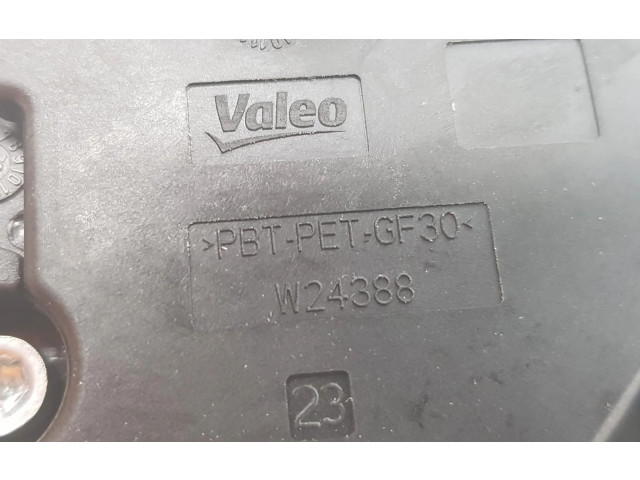 Valeo
>PBT-PET-GF30<
W24388
23